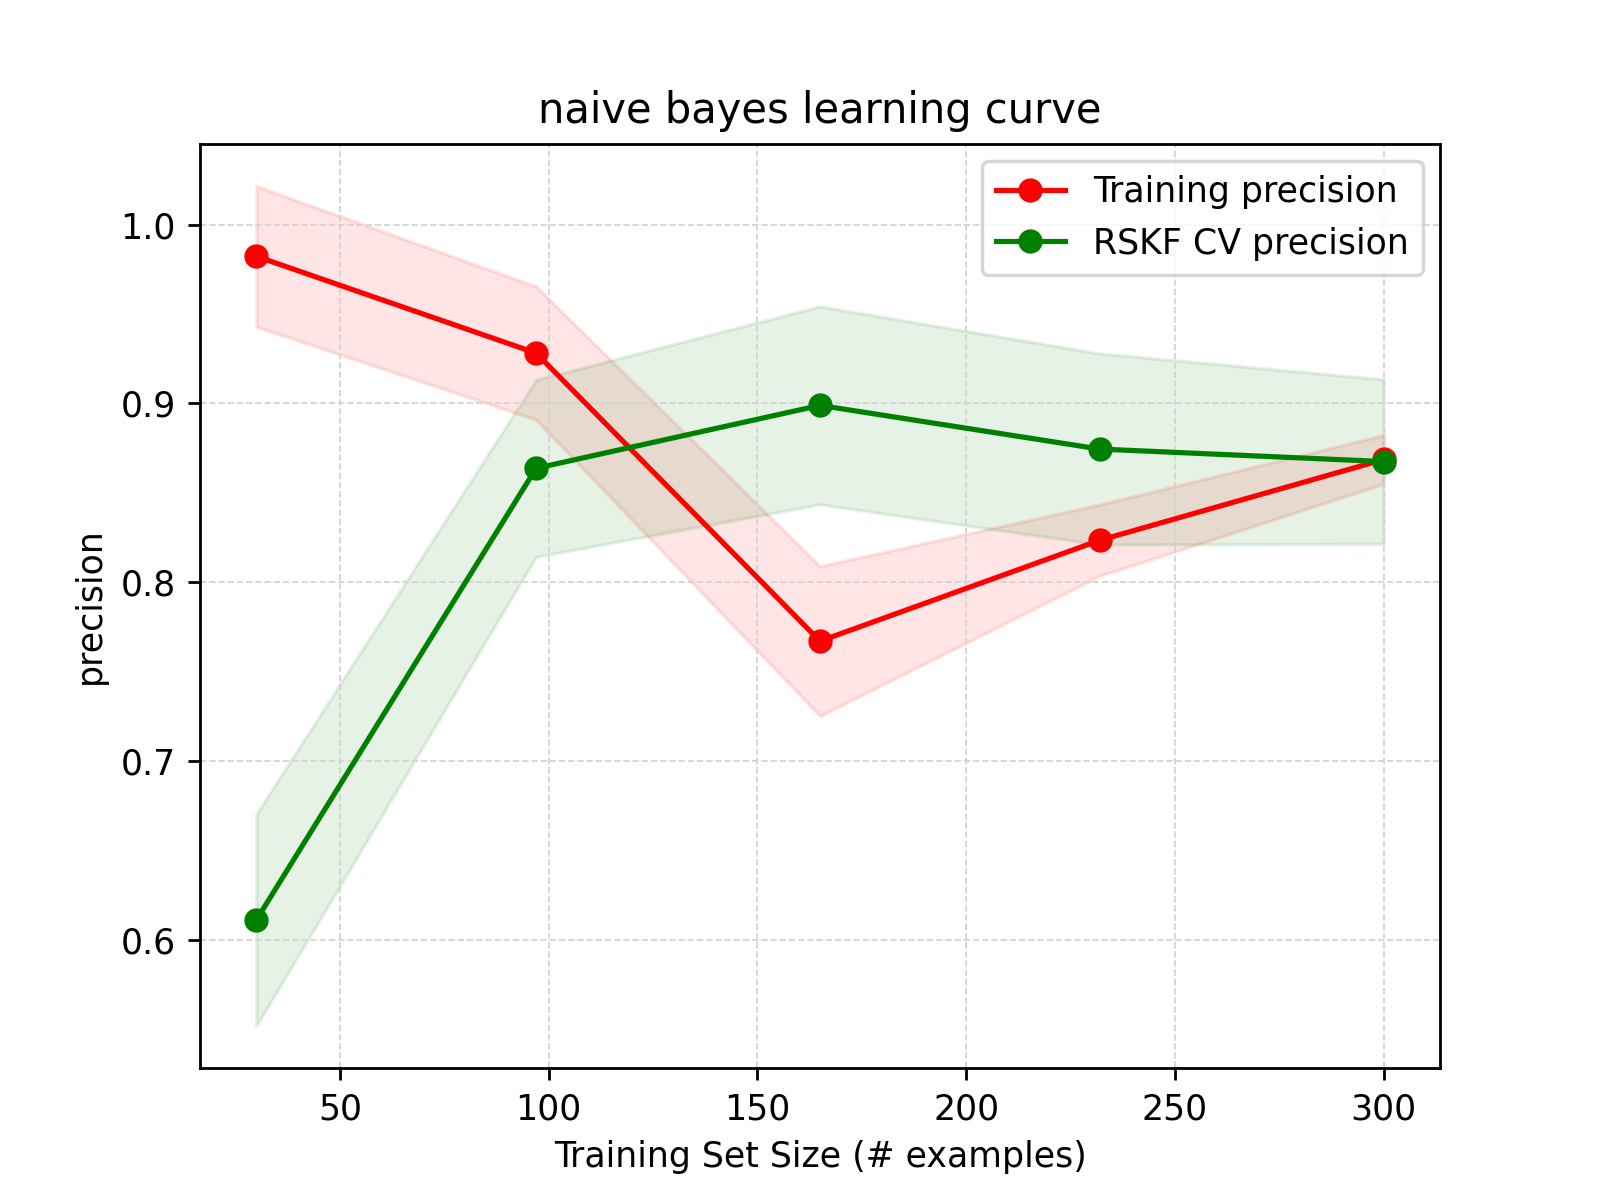 naive bayes learning curve
Training precision
RSKF CV precision
1.0
0.9
0.8
0.7
0.6
precision
50 100 150 200 250 300
Training Set Size (# examples)